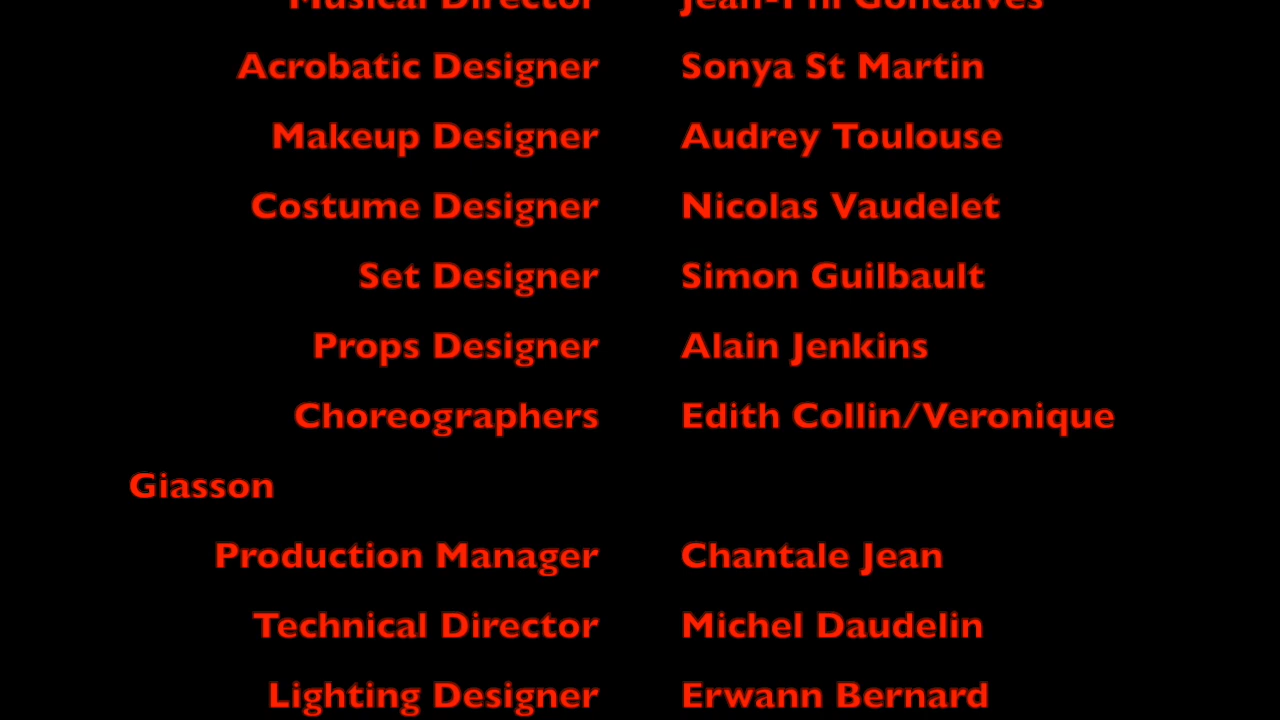 Musical Director Jean-Phi Goncalves
Acrobatic Designer Sonya St Martin
Makeup Designer Audrey Toulouse
Costume Designer Nicolas Vaudelet
Set Designer Simon Guilbault
Props Designer Alain Jenkins
Choreographers Edith Collin/Veronique
Giasson
Production Manager Chantale Jean
Technical Director Michel Daudelin
Lighting Designer Erwann Bernard